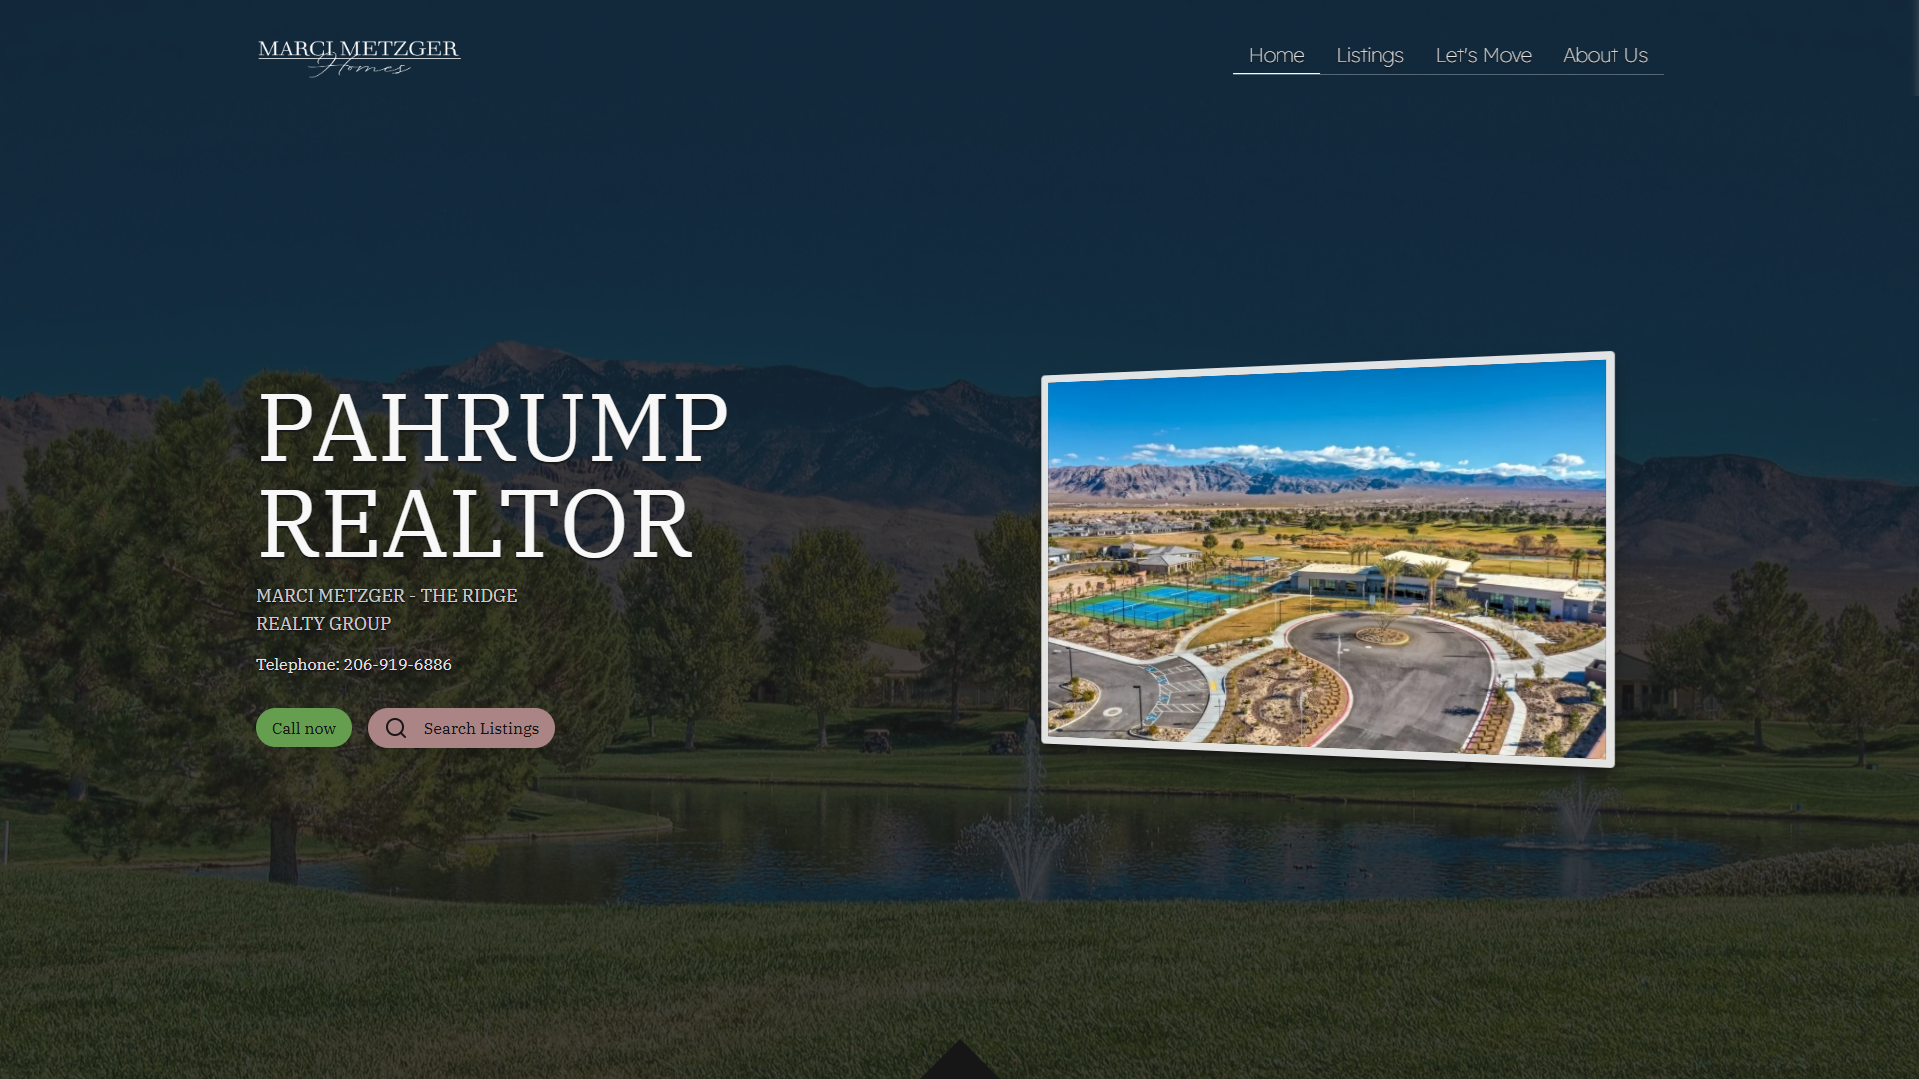 MARCI METZGER
Homes
Home Listings Let's Move About Us
PAHRUMP
REALTOR
MARCI METZGER - THE RIDGE
REALTY GROUP
Telephone: 206-919-6886
Call now Search Listings